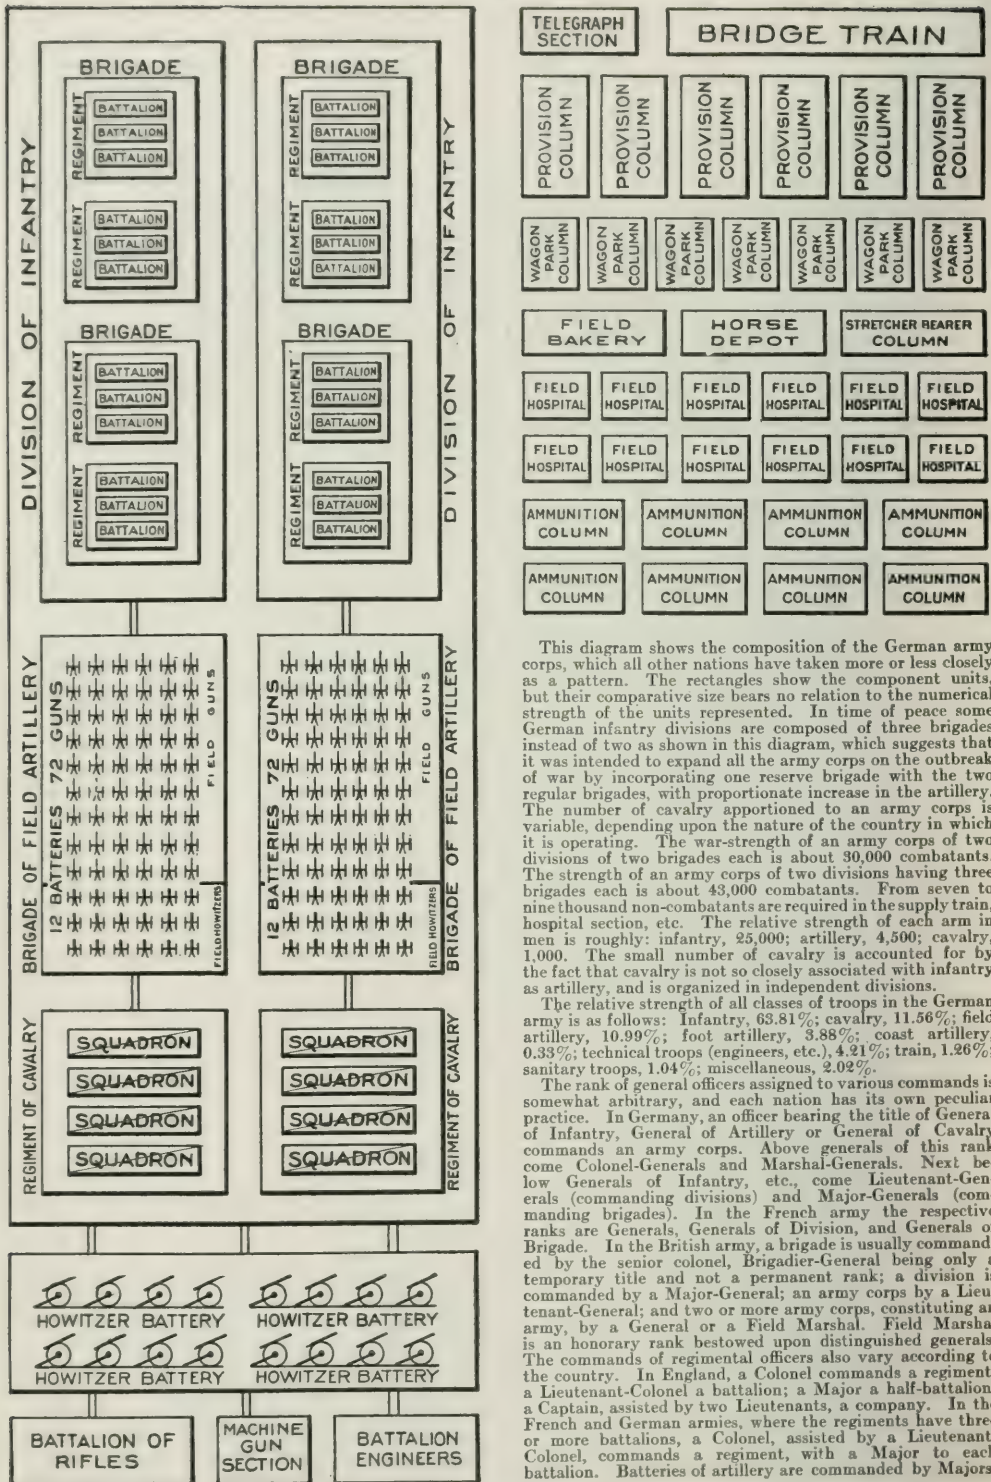 DIVISION OF INFANTRY
BRIGADE
REGIMENT
BATTALION
BATTALION
BATTALION
REGIMENT
BATTALION
BATTALION
BATTALION
BRIGADE
REGIMENT
BATTALION
BATTALION
BATTALION
REGIMENT
BATTALION
BATTALION
BATTALION
BRIGADE
REGIMENT
BATTALION
BATTALION
BATTALION
REGIMENT
BATTALION
BATTALION
BATTALION
BRIGADE
REGIMENT
BATTALION
BATTALION
BATTALION
REGIMENT
BATTALION
BATTALION
BATTALION
DIVISION OF INFANTRY
BRIGADE OF FIELD ARTILLERY
12 BATTERIES 72 GUNS
FIELD GUNS
FIELD HOWITZERS
12 BATTERIES 72 GUNS
FIELD GUNS
FIELD HOWITZERS
BRIGADE OF FIELD ARTILLERY
REGIMENT OF CAVALRY
SQUADRON
SQUADRON
SQUADRON
SQUADRON
SQUADRON
SQUADRON
SQUADRON
SQUADRON
REGIMENT OF CAVALRY
HOWITZER BATTERY HOWITZER BATTERY
HOWITZER BATTERY HOWITZER BATTERY
BATTALION OF
RIFLES
MACHINE
GUN
SECTION
BATTALION
ENGINEERS
TELEGRAPH
SECTION
BRIDGE TRAIN
PROVISION
COLUMN
PROVISION
COLUMN
PROVISION
COLUMN
PROVISION
COLUMN
PROVISION
COLUMN
PROVISION
COLUMN
WAGON
PARK
COLUMN
WAGON
PARK
COLUMN
WAGON
PARK
COLUMN
WAGON
PARK
COLUMN
WAGON
PARK
COLUMN
WAGON
PARK
COLUMN
WAGON
PARK
COLUMN
FIELD
BAKERY
HORSE
DEPOT
STRETCHER BEARER
COLUMN
FIELD FIELD FIELD FIELD FIELD FIELD
HOSPITAL HOSPITAL HOSPITAL HOSPITAL HOSPITAL HOSPITAL
FIELD FIELD FIELD FIELD FIELD FIELD
HOSPITAL HOSPITAL HOSPITAL HOSPITAL HOSPITAL HOSPITAL
AMMUNITION AMMUNITION AMMUNITION AMMUNITION
COLUMN COLUMN COLUMN COLUMN
AMMUNITION AMMUNITION AMMUNITION AMMUNITION
COLUMN COLUMN COLUMN COLUMN
This diagram shows the composition of the German army
corps, which all other nations have taken more or less closely
as a pattern. The rectangles show the component units,
but their comparative size bears no relation to the numerical
strength of the units represented. In time of peace some
German infantry divisions are composed of three brigades
instead of two as shown in this diagram, which suggests that
it was intended to expand all the army corps on the outbreak
of war by incorporating one reserve brigade with the two
regular brigades, with proportionate increase in the artillery.
The number of cavalry apportioned to an army corps is
variable, depending upon the nature of the country in which
it is operating. The war-strength of an army corps of two
divisions of two brigades each is about 30,000 combatants.
The strength of an army corps of two divisions having three
brigades each is about 43,000 combatants. From seven to
nine thousand non-combatants are required in the supply train,
hospital section, etc. The relative strength of each arm in
men is roughly: infantry, 25,000; artillery, 4,500; cavalry,
1,000. The small number of cavalry is accounted for by
the fact that cavalry is not so closely associated with infantry
as artillery, and is organized in independent divisions.
The relative strength of all classes of troops in the German
army is as follows: Infantry, 63.81%; cavalry, 11.56%; field
artillery, 10.99%; foot artillery, 3.88%; coast artillery,
0.33%; technical troops (engineers, etc.), 4.21%; train, 1.26%;
sanitary troops, 1.04%; miscellaneous, 2.02%.
The rank of general officers assigned to various commands is
somewhat arbitrary, and each nation has its own peculiar
practice. In Germany, an officer bearing the title of General
of Infantry, General of Artillery or General of Cavalry
commands an army corps. Above generals of this rank
come Colonel-Generals and Marshal-Generals. Next be-
low Generals of Infantry, etc., come Lieutenant-Gen-
erals (commanding divisions) and Major-Generals (com-
manding brigades). In the French army the respective
ranks are Generals, Generals of Division, and Generals of
Brigade. In the British army, a brigade is usually command-
ed by the senior colonel, Brigadier-General being only a
temporary title and not a permanent rank; a division is
commanded by a Major-General; an army corps by a Lieu-
tenant-General; and two or more army corps, constituting an
army, by a General or a Field Marshal. Field Marshal
is an honorary rank bestowed upon distinguished generals.
The commands of regimental officers also vary according to
the country. In England, a Colonel commands a regiment,
a Lieutenant-Colonel a battalion; a Major a half-battalion;
a Captain, assisted by two Lieutenants, a company. In the
French and German armies, where the regiments have three
or more battalions, a Colonel, assisted by a Lieutenant-
Colonel, commands a regiment, with a Major to each
battalion. Batteries of artillery are commanded by Majors